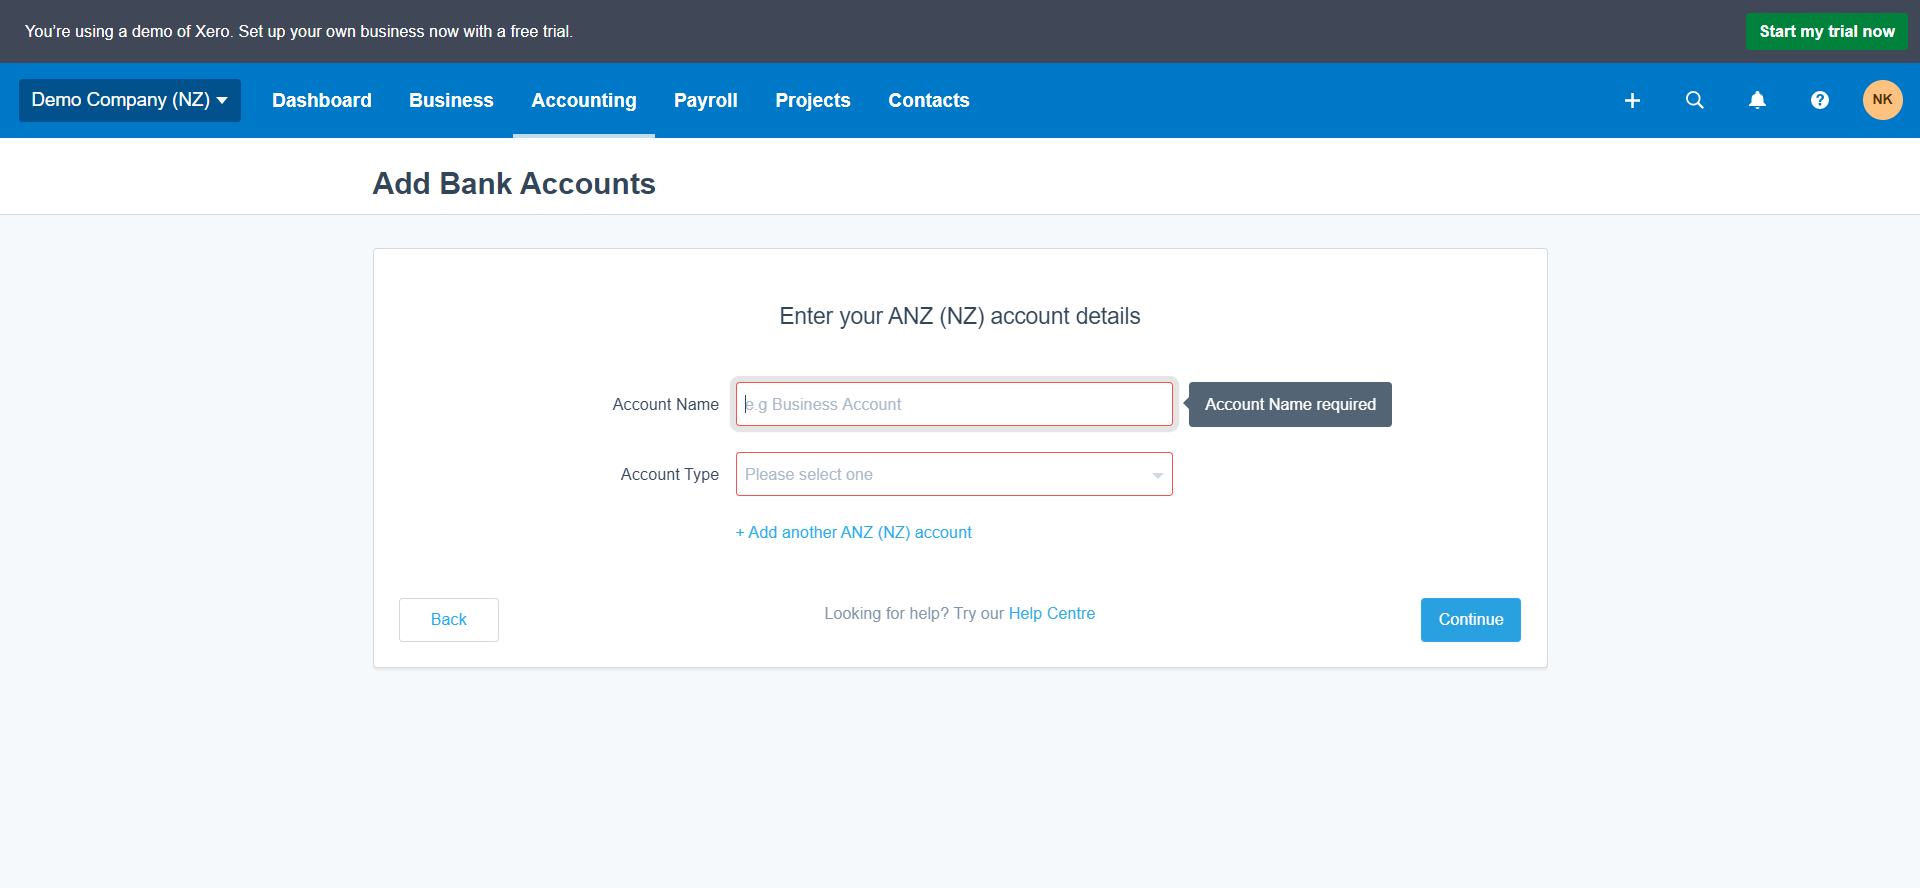 You're using a demo of Xero. Set up your own business now with a free trial.
Start my trial now
Demo Company (NZ)
Dashboard
Business
Accounting
Payroll
Projects
Contacts
NK
Add Bank Accounts
Enter your ANZ (NZ) account details
Account Name
e.g Business Account
Account Name required
Account Type
Please select one
+ Add another ANZ (NZ) account
Back
Looking for help? Try our Help Centre
Continue